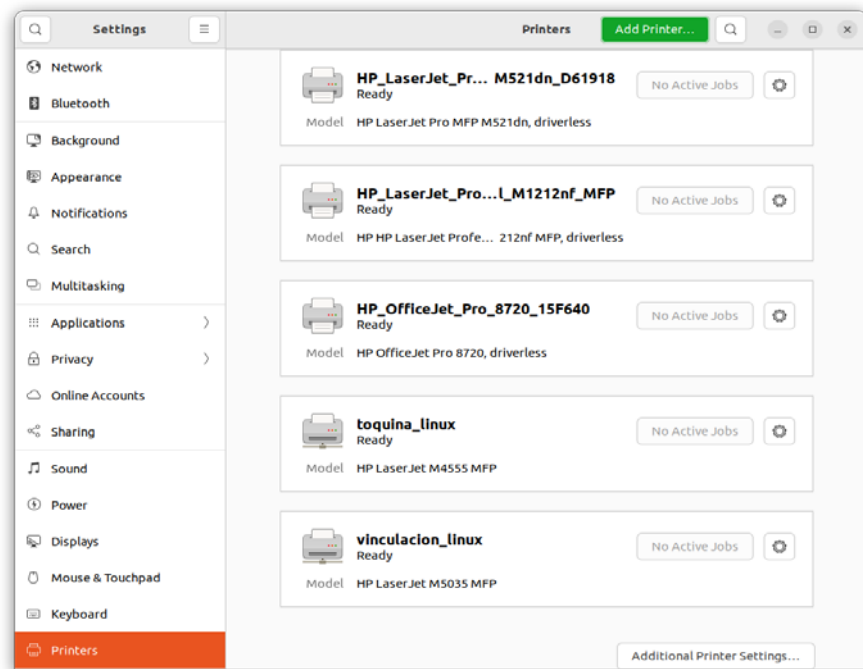 Settings
Printers
Add Printer...
Network
Bluetooth
Background
Appearance
Notifications
Search
Multitasking
Applications
Privacy
Online Accounts
Sharing
Sound
Power
Displays
Mouse & Touchpad
Keyboard
Printers
HP_LaserJet_Pr... M521dn_D61918
Ready
No Active Jobs
Model HP LaserJet Pro MFP M521dn, driverless
HP_LaserJet_Pro...l_M1212nf_MFP
Ready
No Active Jobs
Model HP HP LaserJet Profe... 212nf MFP, driverless
HP_OfficeJet_Pro_8720_15F640
Ready
No Active Jobs
Model HP OfficeJet Pro 8720, driverless
toquina_linux
Ready
No Active Jobs
Model HP LaserJet M4555 MFP
vinculacion_linux
Ready
No Active Jobs
Model HP LaserJet M5035 MFP
Additional Printer Settings...